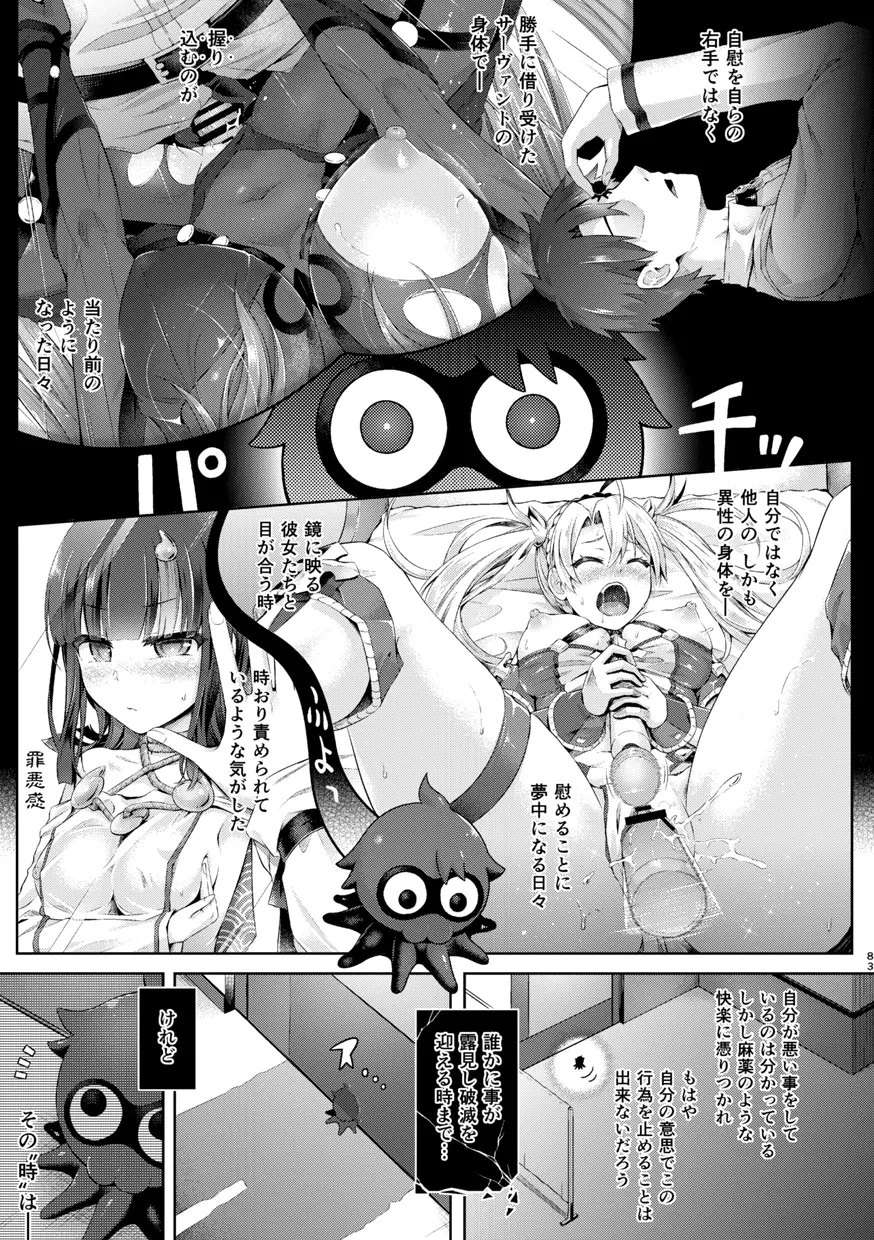 自慰を自らの
右手ではなく
勝手に借り受けた
サーヴァントの
身体で―
握り
込むのが
当たり前の
ように
なった日々
チッ
パ
自分ではなく
他人の しかも
異性の身体を―
慰めることに
夢中になる日々
鏡に映る
彼女たちと
目が合う時
時おり責められて
いるような気がした
罪悪感
自分が悪い事をして
いるのは分かっている
しかし麻薬のような
快楽に憑りつかれ
もはや
自分の意思でこの
行為を止めることは
出来ないだろう
誰かに事が
露見し破滅を
迎える時まで…
けれど
その〝時〟は―
83